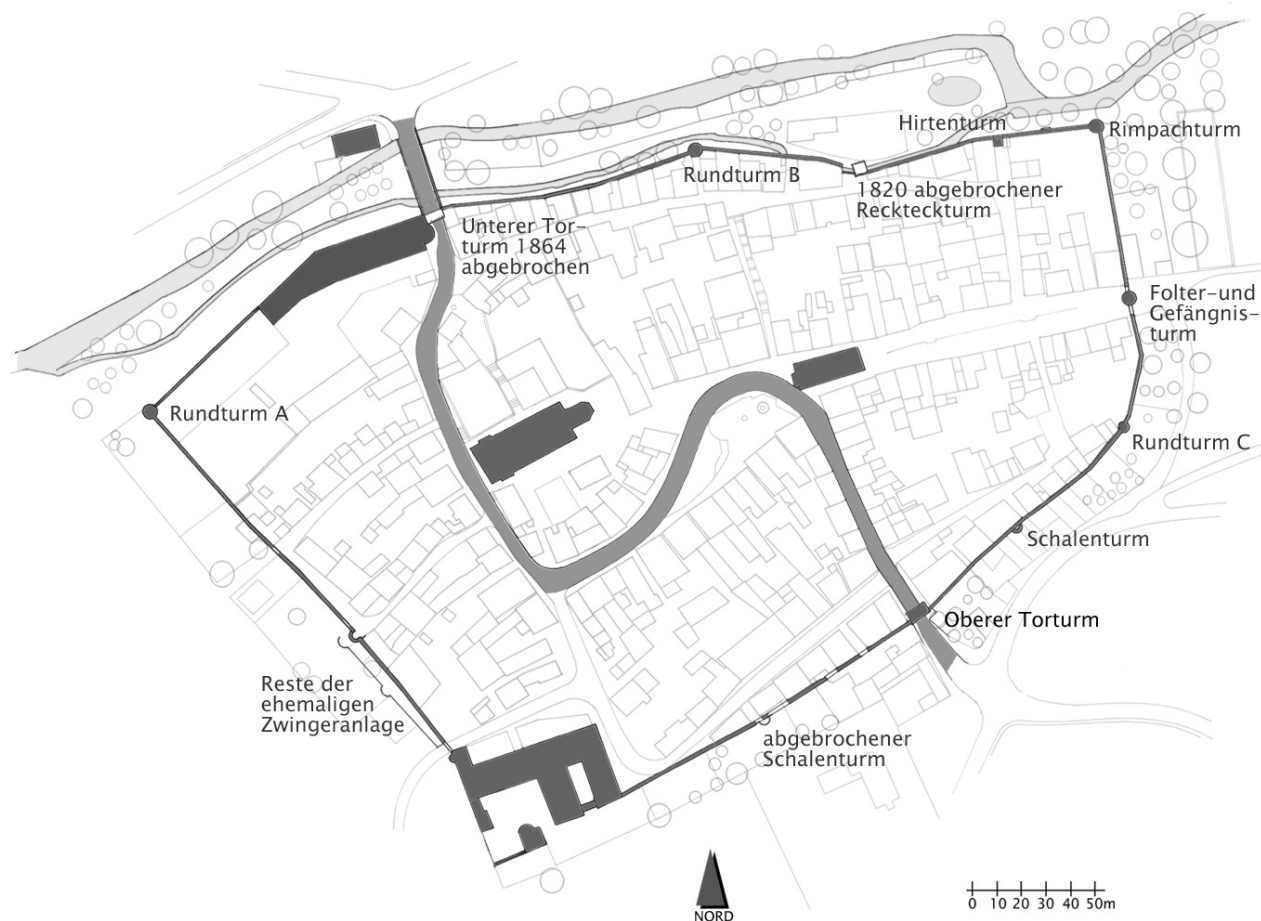 Hirtenturm
Rimpachturm
Rundturm B
1820 abgebrochener
Reckteckturm
Unterer Tor-
turm 1864
abgebrochen
Folter-und
Gefängnis-
turm
Rundturm A
Rundturm C
Schalenturm
Oberer Torturm
Reste der
ehemaligen
Zwingeranlage
abgebrochener
Schalenturm
NORD
0 10 20 30 40 50m